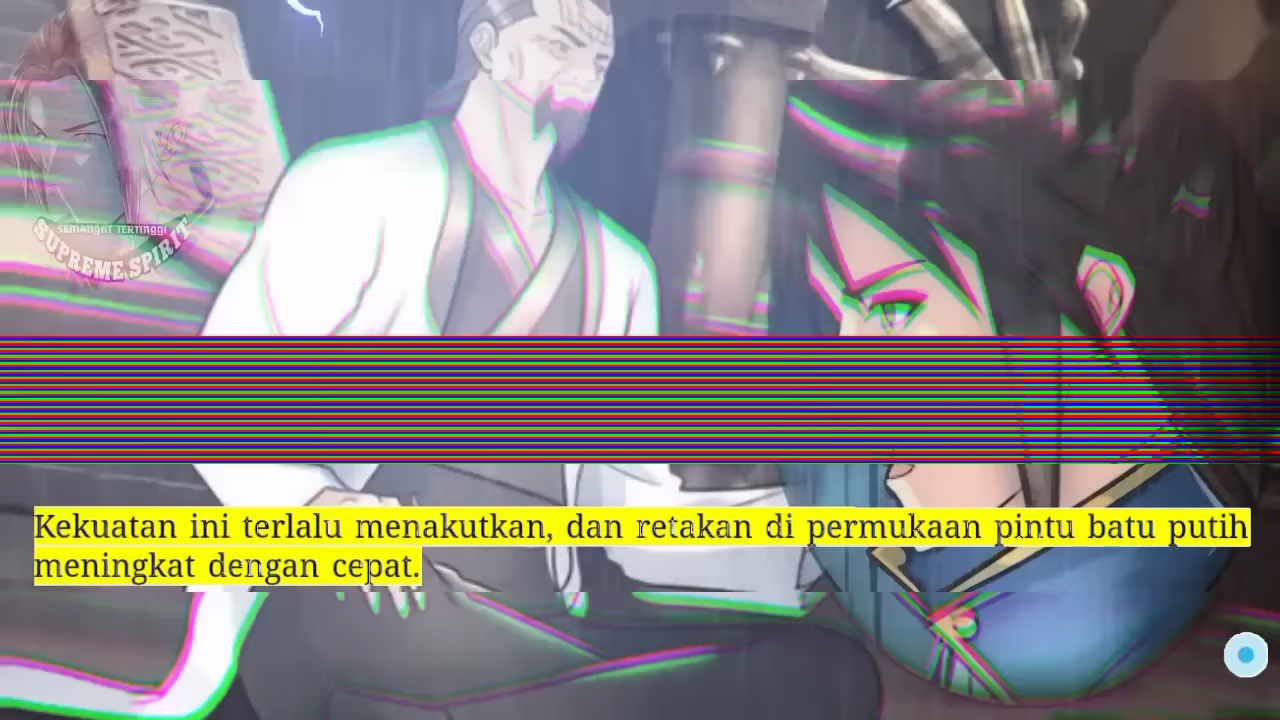 SEMANGAT TERTINGGI
SUPREME SPIRIT
Kekuatan ini terlalu menakutkan, dan retakan di permukaan pintu batu putih
meningkat dengan cepat.